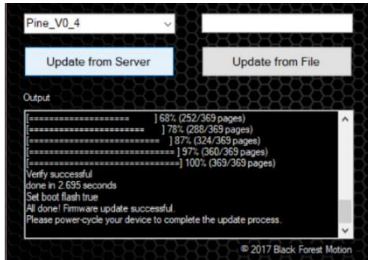 Pine_V0_4
Update from Server
Update from File
Output
[==================== ] 68% (252/369 pages)
[======================= ] 78% (288/369 pages)
[========================== ] 87% (324/369 pages)
[============================= ] 97% (360/369 pages)
[==============================] 100% (369/369 pages)
Verify successful
done in 2.695 seconds
Set boot flash true
All done! Firmware update successful.
Please power-cycle your device to complete the update process.
© 2017 Black Forest Motion